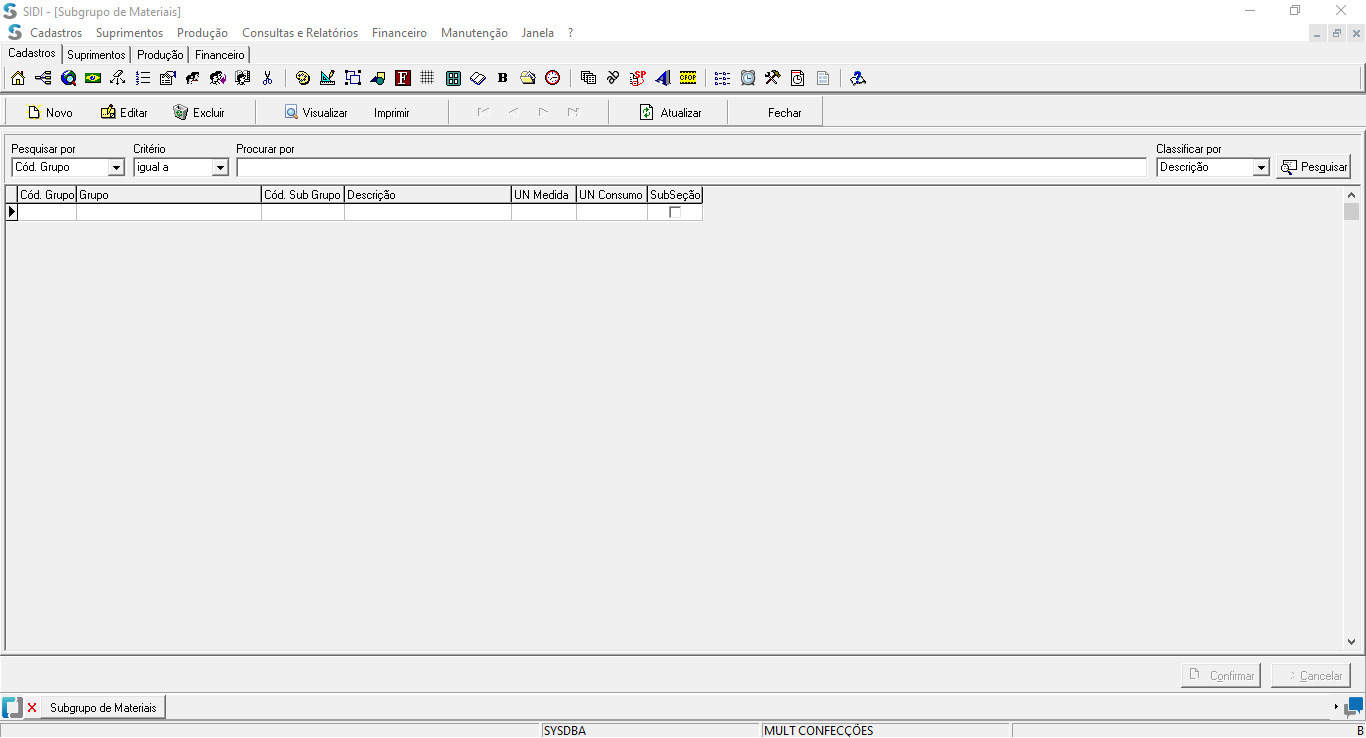 SIDI - [Subgrupo de Materiais]
Cadastros Suprimentos Produção Consultas e Relatórios Financeiro Manutenção Janela ?
Cadastros Suprimentos Produção Financeiro
F B SP CFOP
Novo Editar Excluir Visualizar Imprimir Atualizar Fechar
Pesquisar por Critério Procurar por Classificar por
Cód. Grupo igual a Descrição Pesquisar
Cód. Grupo Grupo Cód. Sub Grupo Descrição UN Medida UN Consumo SubSeção
Confirmar Cancelar
Subgrupo de Materiais
SYSDBA MULT CONFECÇÕES B